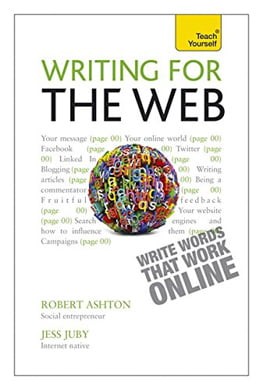 Teach
Yourself
WRITING FOR
THE WEB
Your message (page 00) Your online world (page 00)
Facebook (page 00) Twitter (page
00) Linked In (page 00)
Blogging (page 00) Writing
articles (page 00) Being a
commentator (page 00)
Fruitful feedback
(page 00) Your website
(page 00) Search engines and
how to influence them (page 00)
Campaigns (page 00)
WRITE WORDS
THAT WORK
ONLINE
ROBERT ASHTON
Social entrepreneur
JESS JUBY
Internet native